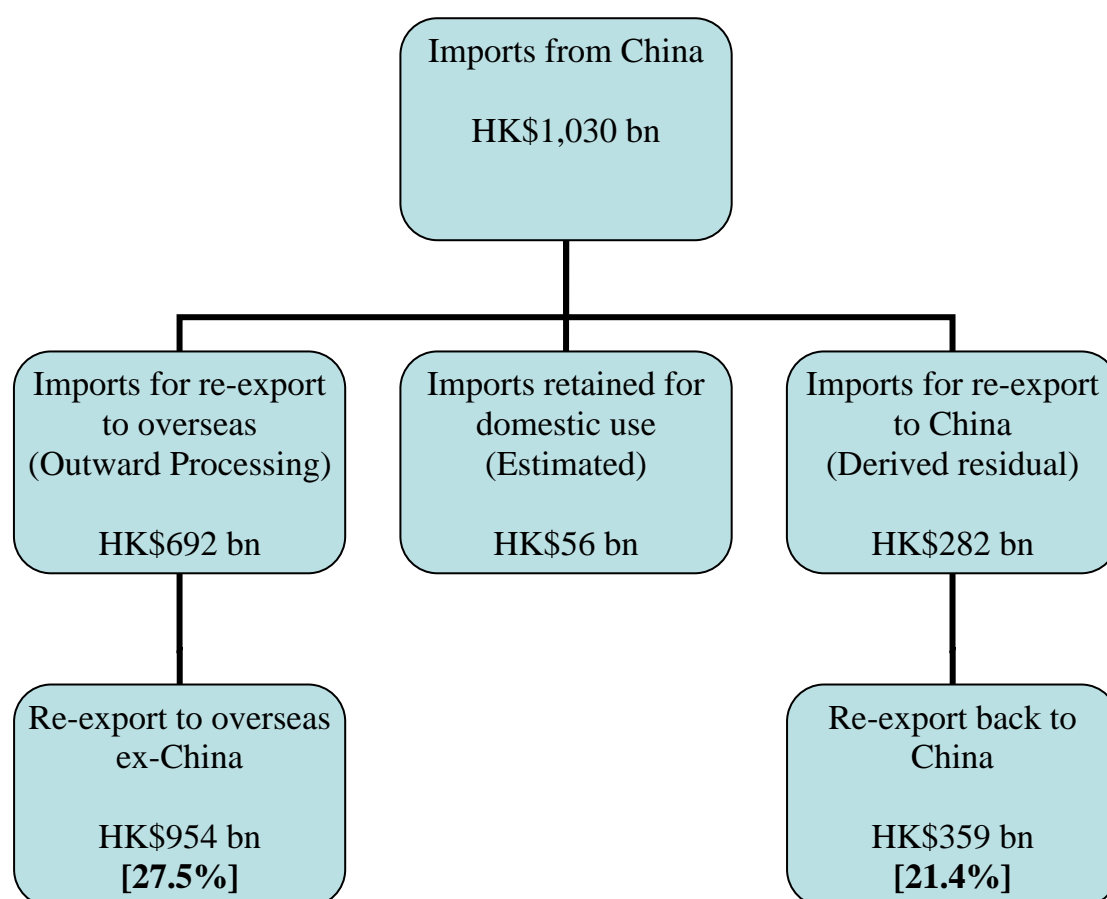 Imports from China
HK$1,030 bn
Imports for re-export
to overseas
(Outward Processing)
HK$692 bn
Imports retained for
domestic use
(Estimated)
HK$56 bn
Imports for re-export
to China
(Derived residual)
HK$282 bn
Re-export to overseas
ex-China
HK$954 bn
[27.5%]
Re-export back to
China
HK$359 bn
[21.4%]